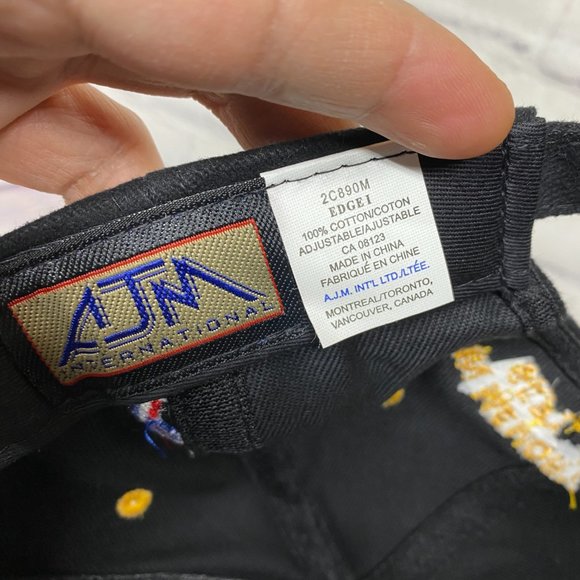 AJM
INTERNATIONAL
2C890M
EDGE I
100% COTTON/COTON
ADJUSTABLE/AJUSTABLE
CA 08123
MADE IN CHINA
FABRIQUÉ EN CHINE
A.J.M. INT'L LTD./LTÉE.
MONTREAL/TORONTO,
VANCOUVER, CANADA